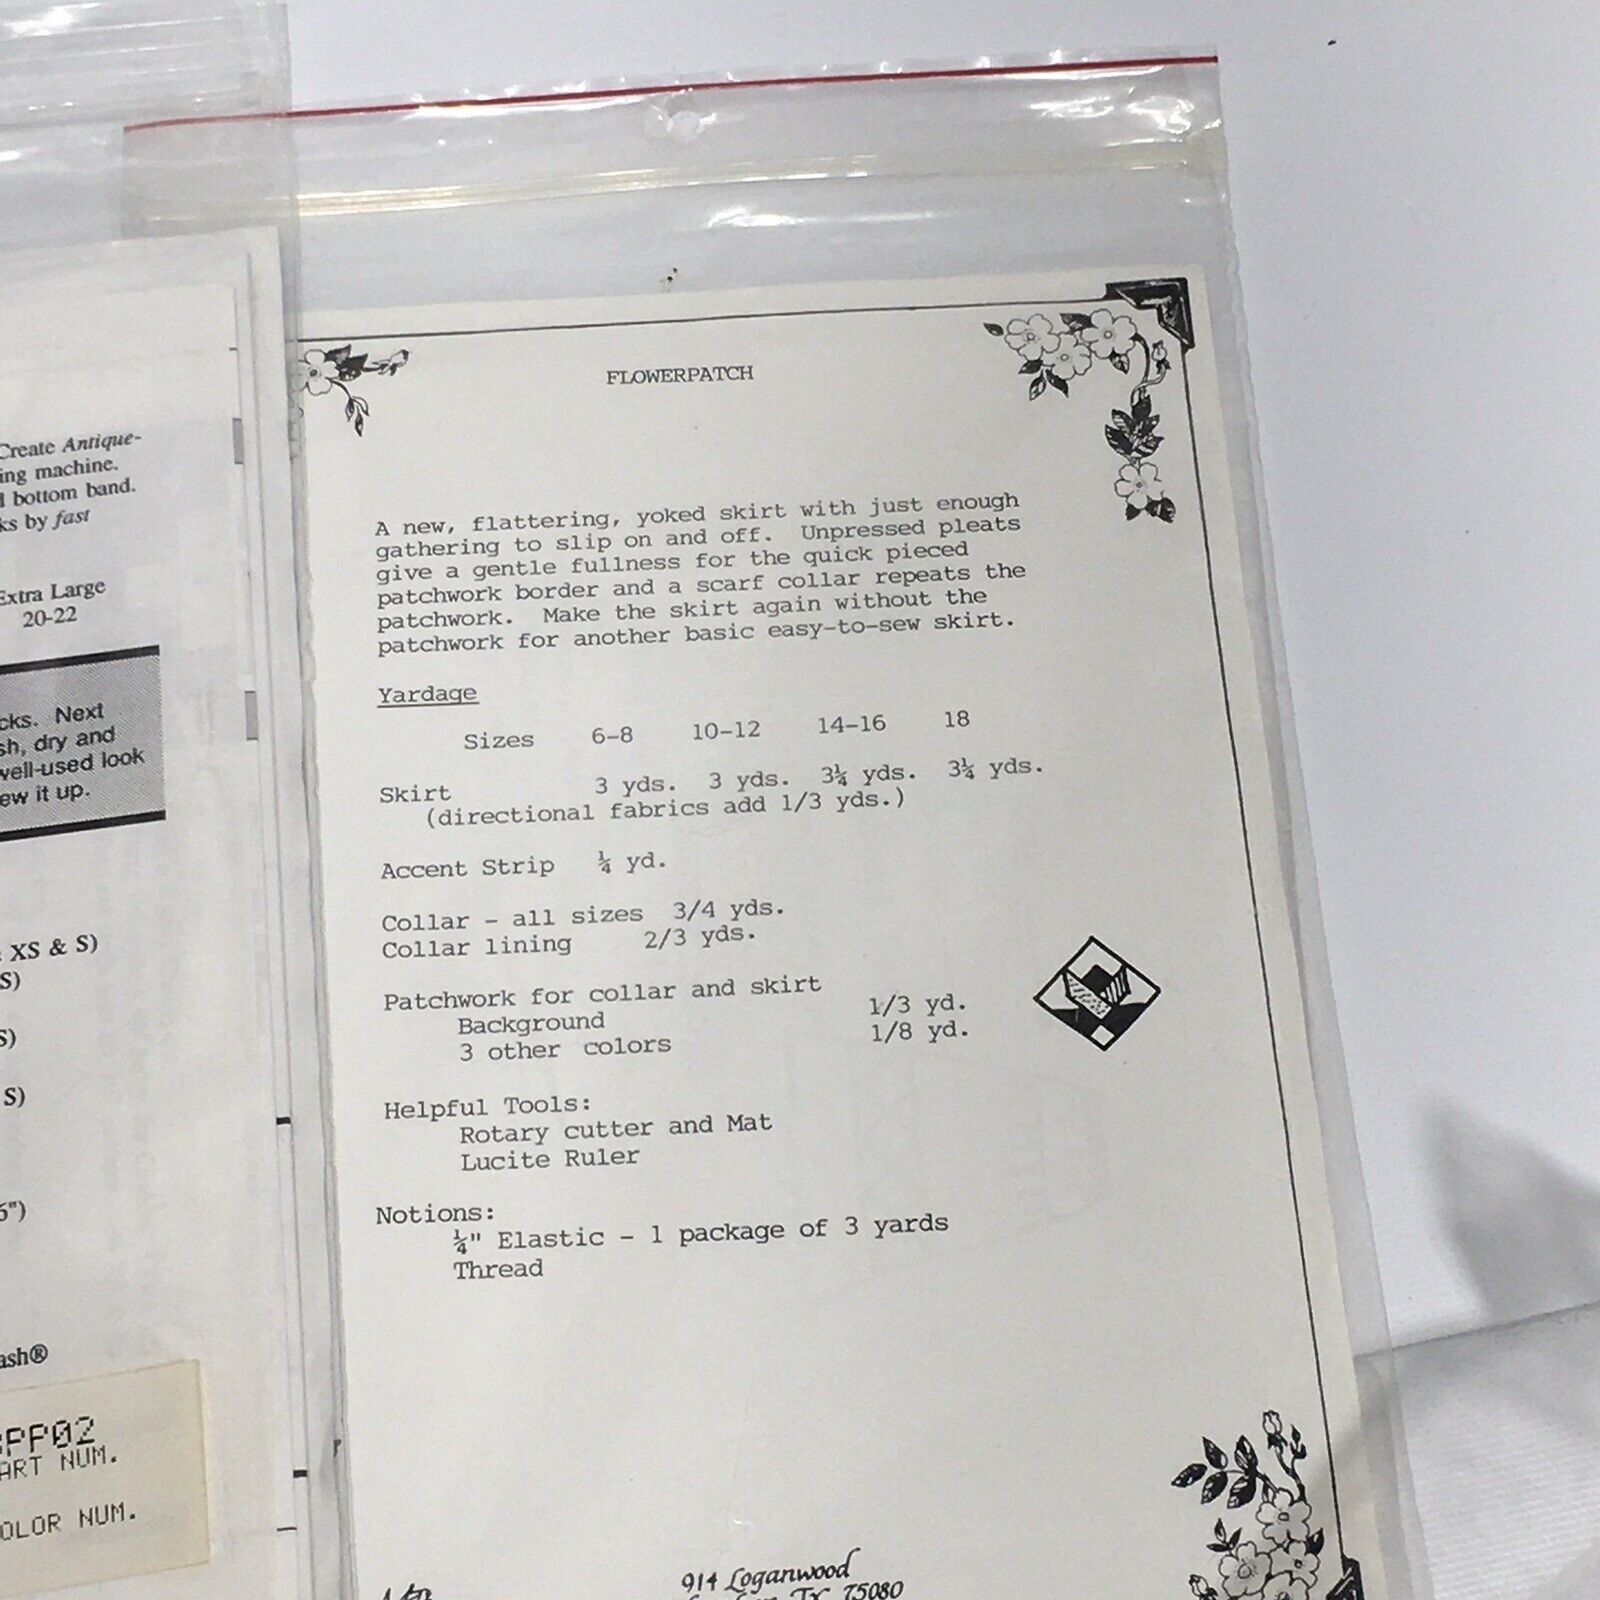 Create Antique-
ing machine.
bottom band.
ks by fast
Extra Large
20-22
cks. Next
sh, dry and
well-used look
ew it up.
XS & S)
S)
S)
S)
6")
ash®
PP02
ART NUM.
OLOR NUM.
FLOWERPATCH
A new, flattering, yoked skirt with just enough
gathering to slip on and off. Unpressed pleats
give a gentle fullness for the quick pieced
patchwork border and a scarf collar repeats the
patchwork. Make the skirt again without the
patchwork for another basic easy-to-sew skirt.
Yardage
Sizes 6-8 10-12 14-16 18
Skirt 3 yds. 3 yds. 3¼ yds. 3¼ yds.
(directional fabrics add 1/3 yds.)
Accent Strip ¼ yd.
Collar - all sizes 3/4 yds.
Collar lining 2/3 yds.
Patchwork for collar and skirt
Background 1/3 yd.
3 other colors 1/8 yd.
Helpful Tools:
Rotary cutter and Mat
Lucite Ruler
Notions:
¼" Elastic - 1 package of 3 yards
Thread
914 Loganwood
TX 75080